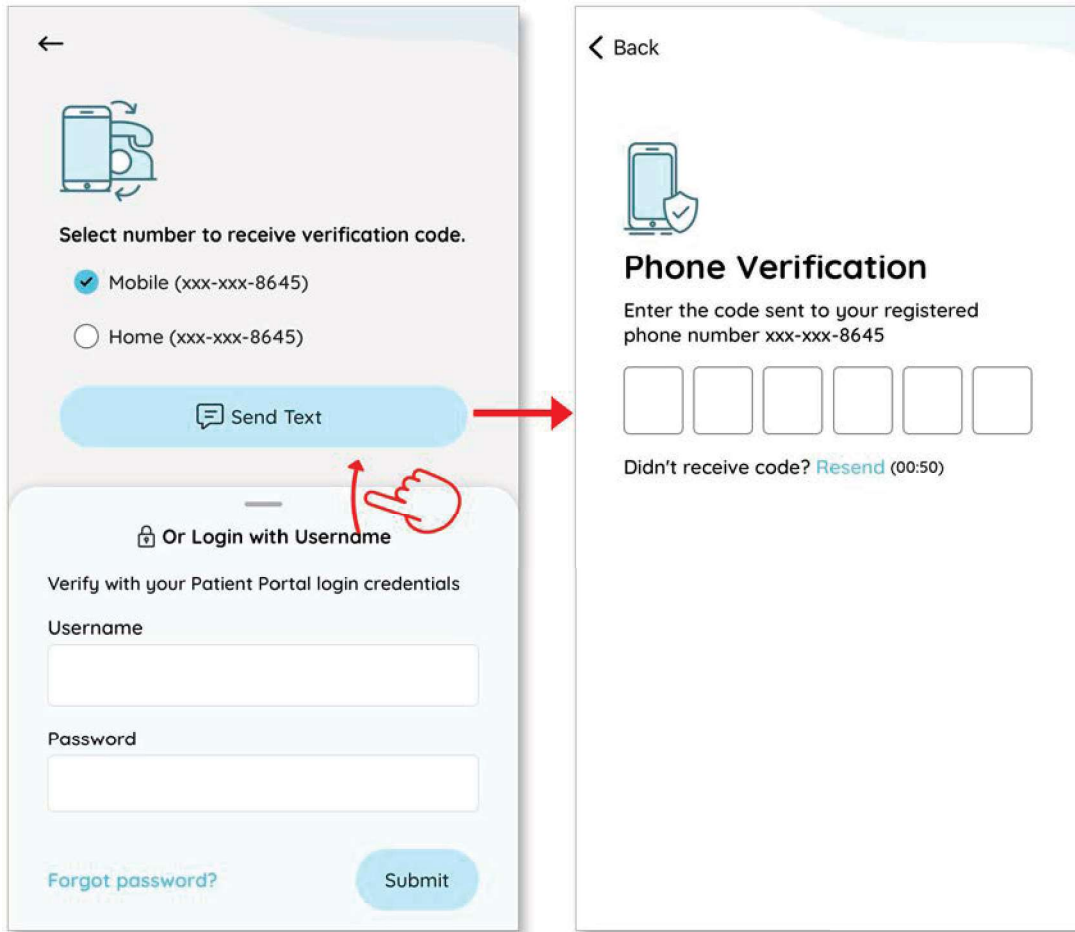 Select number to receive verification code.
Mobile (xxx-xxx-8645)
Home (xxx-xxx-8645)
Send Text
Or Login with Username
Verify with your Patient Portal login credentials
Username
Password
Forgot password?
Submit
Back
Phone Verification
Enter the code sent to your registered
phone number xxx-xxx-8645
Didn't receive code? Resend (00:50)